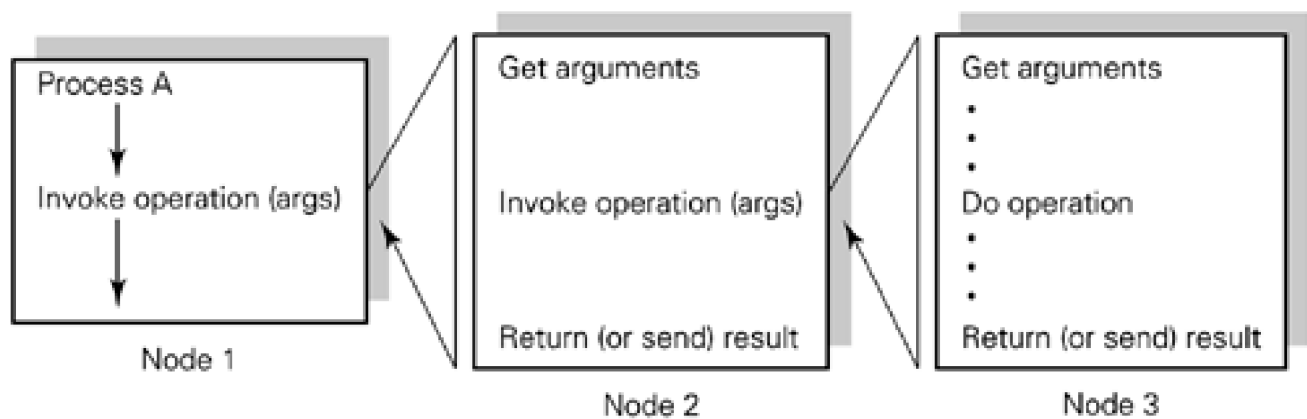 Process A
Invoke operation (args)
Node 1
Get arguments
Invoke operation (args)
Return (or send) result
Node 2
Get arguments
Do operation
Return (or send) result
Node 3